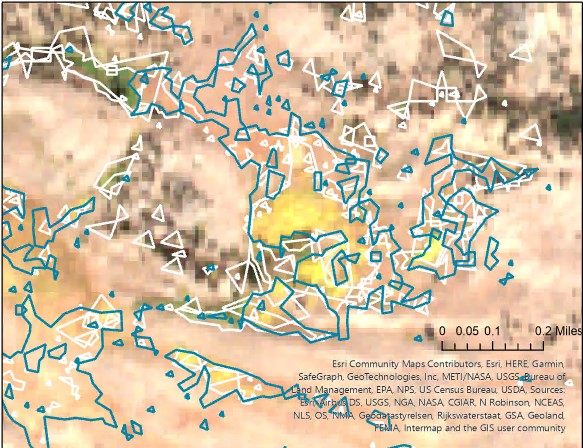 0 0.05 0.1 0.2 Miles
Esri Community Maps Contributors, Esri, HERE, Garmin,
SafeGraph, GeoTechnologies, Inc, METI/NASA, USGS, Bureau of
Land Management, EPA, NPS, US Census Bureau, USDA, Sources:
Esri, Airbus DS, USGS, NGA, NASA, CGIAR, N Robinson, NCEAS,
NLS, OS, NMA, Geodatastyrelsen, Rijkswaterstaat, GSA, Geoland,
FEMA, Intermap and the GIS user community